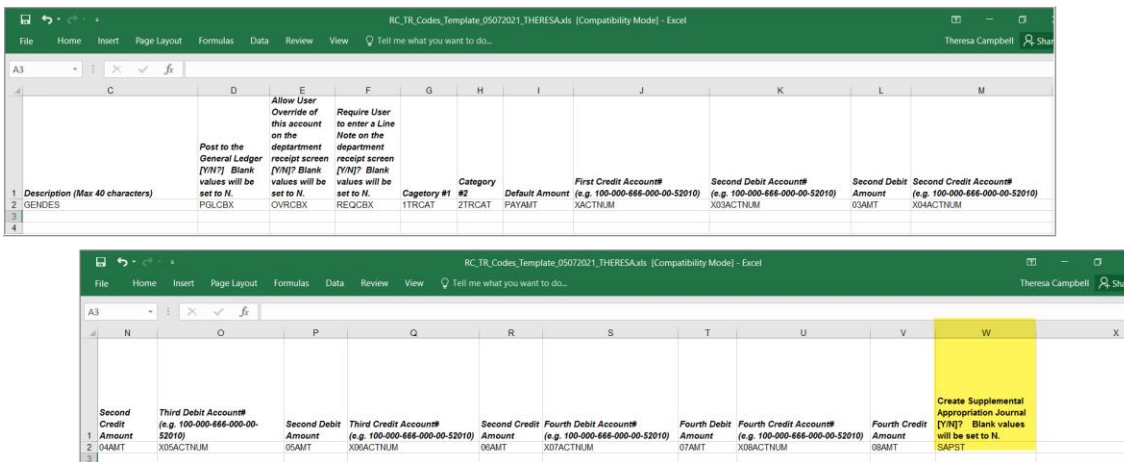 RC_TR_Codes_Template_05072021_THERESA.xls [Compatibility Mode] - Excel
File Home Insert Page Layout Formulas Data Review View Tell me what you want to do... Theresa Campbell Shar
A3 fx
C D E F G H I J K L M
1 Description (Max 40 characters) Post to the General Ledger [Y/N?] Blank values will be set to N. Allow User Override of this account on the deptartment receipt screen [Y/N]? Blank values will be set to N. Require User to enter a Line Note on the department receipt screen [Y/N]? Blank values will be set to N. Cagetory #1 Category #2 Default Amount First Credit Account# (e.g. 100-000-666-000-00-52010) Second Debit Account# (e.g. 100-000-666-000-00-52010) Second Debit Amount Second Credit Account# (e.g. 100-000-666-000-00-52010)
2 GENDES PGLCBX OVRCBX REQCBX 1TRCAT 2TRCAT PAYAMT XACTNUM X03ACTNUM 03AMT X04ACTNUM
3
4
RC_TR_Codes_Template_05072021_THERESA.xls [Compatibility Mode] - Excel
File Home Insert Page Layout Formulas Data Review View Tell me what you want to do... Theresa Campbell Sha
A3 fx
N O P Q R S T U V W X
1 Second Credit Amount Third Debit Account# (e.g. 100-000-666-000-00-52010) Second Debit Amount Third Credit Account# (e.g. 100-000-666-000-00-52010) Second Credit Amount Fourth Debit Account# (e.g. 100-000-666-000-00-52010) Fourth Debit Amount Fourth Credit Account# (e.g. 100-000-666-000-00-52010) Fourth Credit Amount Create Supplemental Appropriation Journal [Y/N]? Blank values will be set to N.
2 04AMT X05ACTNUM 05AMT X06ACTNUM 06AMT X07ACTNUM 07AMT X08ACTNUM 08AMT SAPST
3